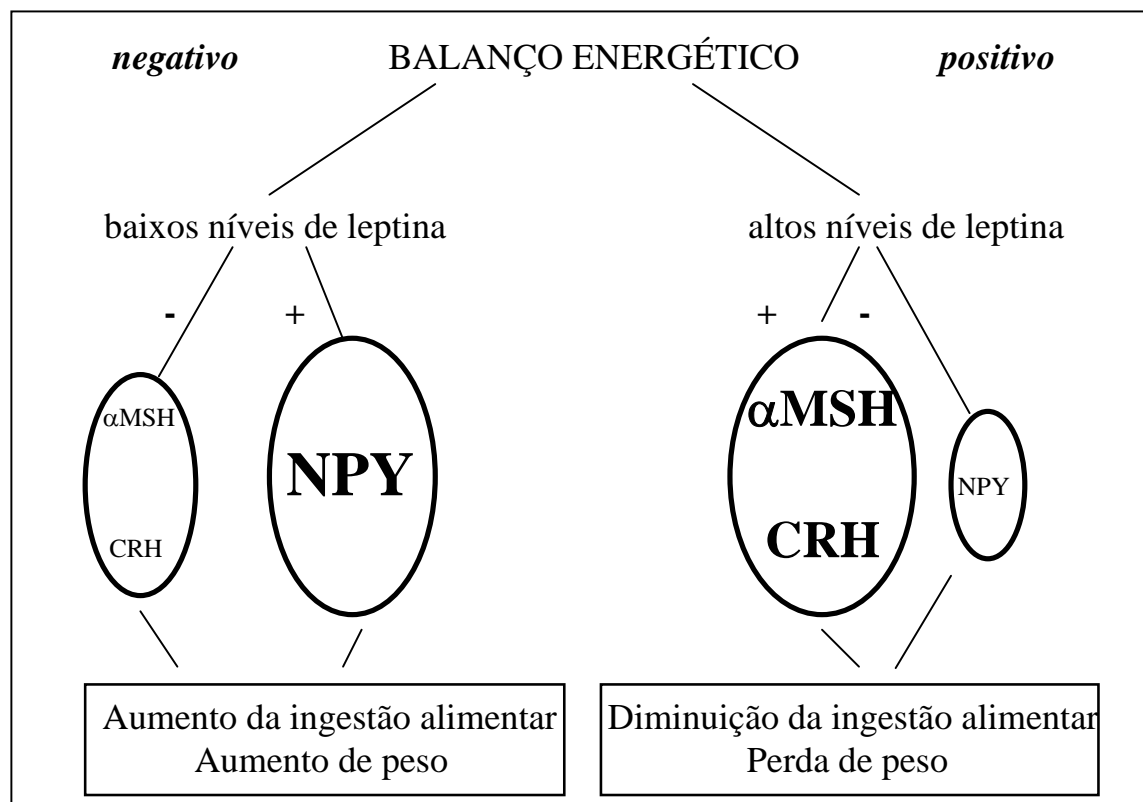 negativo BALANÇO ENERGÉTICO positivo
baixos níveis de leptina altos níveis de leptina
- + + -
αMSH αMSH
NPY NPY
CRH CRH
Aumento da ingestão alimentar Diminuição da ingestão alimentar
Aumento de peso Perda de peso